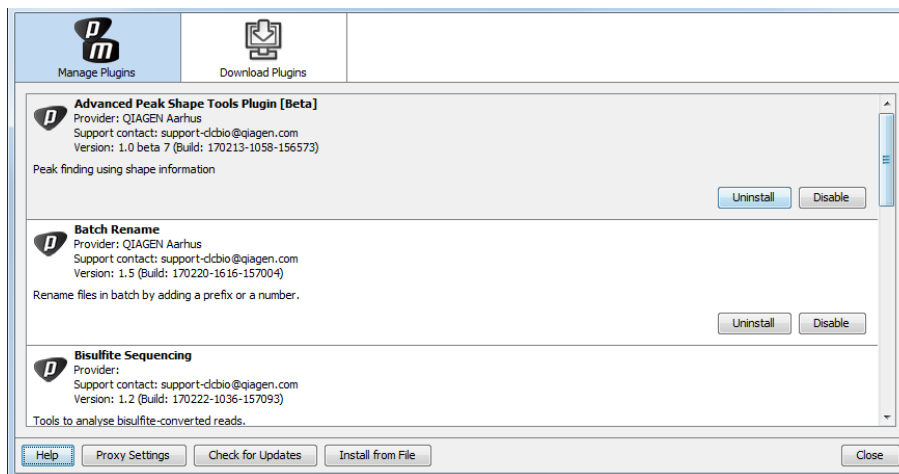 Manage Plugins
Download Plugins
Advanced Peak Shape Tools Plugin [Beta]
Provider: QIAGEN Aarhus
Support contact: support-clcbio@qiagen.com
Version: 1.0 beta 7 (Build: 170213-1058-156573)
Peak finding using shape information
Uninstall
Disable
Batch Rename
Provider: QIAGEN Aarhus
Support contact: support-clcbio@qiagen.com
Version: 1.5 (Build: 170220-1616-157004)
Rename files in batch by adding a prefix or a number.
Uninstall
Disable
Bisulfite Sequencing
Provider:
Support contact: support-clcbio@qiagen.com
Version: 1.2 (Build: 170222-1036-157093)
Tools to analyse bisulfite-converted reads.
Help
Proxy Settings
Check for Updates
Install from File
Close